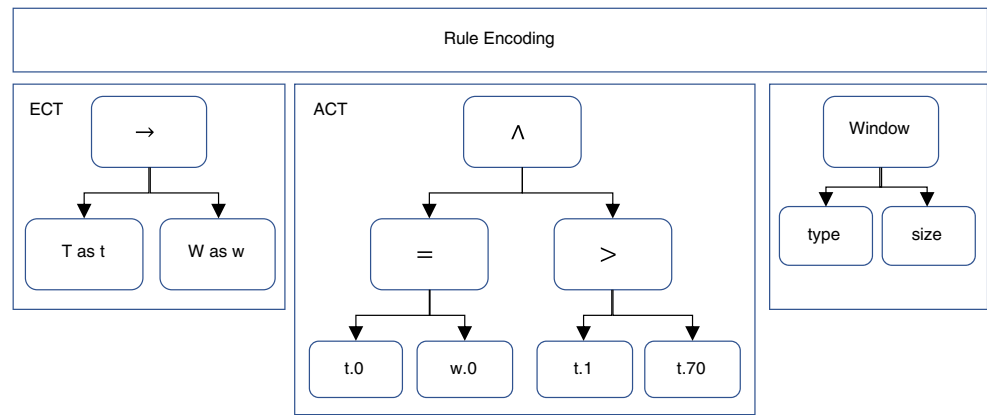 Rule Encoding
ECT
→
T as t
W as w
ACT
∧
=
>
t.0
w.0
t.1
t.70
Window
type
size